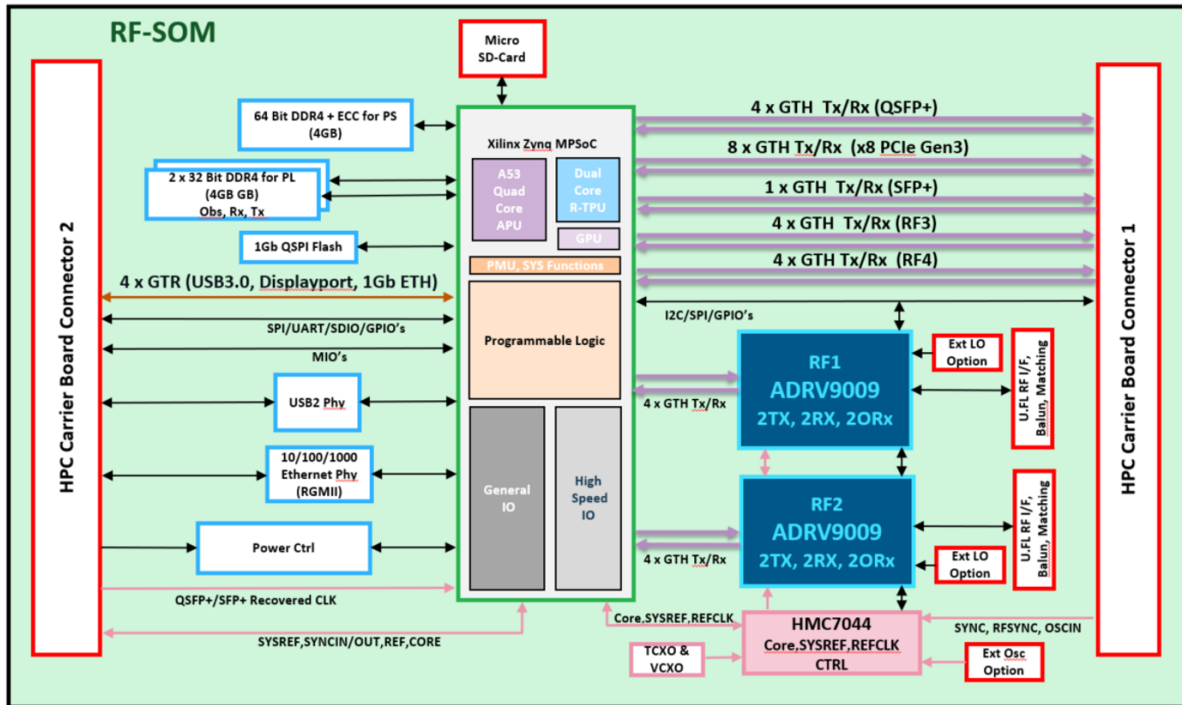 RF-SOM
Micro
SD-Card
HPC Carrier Board Connector 2
64 Bit DDR4 + ECC for PS
(4GB)
2 x 32 Bit DDR4 for PL
(4GB GB)
Obs, Rx, Tx
1Gb QSPI Flash
4 x GTR (USB3.0, Displayport, 1Gb ETH)
SPI/UART/SDIO/GPIO's
MIO's
USB2 Phy
10/100/1000
Ethernet Phy
(RGMII)
Power Ctrl
QSFP+/SFP+ Recovered CLK
SYSREF,SYNCIN/OUT,REF,CORE
Xilinx Zynq MPSoC
A53
Quad
Core
APU
Dual
Core
R-TPU
GPU
PMU, SYS Functions
Programmable Logic
General
IO
High
Speed
IO
4 x GTH Tx/Rx (QSFP+)
8 x GTH Tx/Rx (x8 PCIe Gen3)
1 x GTH Tx/Rx (SFP+)
4 x GTH Tx/Rx (RF3)
4 x GTH Tx/Rx (RF4)
I2C/SPI/GPIO's
RF1
ADRV9009
2TX, 2RX, 2ORx
4 x GTH Tx/Rx
Ext LO
Option
U.FL RF I/F,
Balun, Matching
RF2
ADRV9009
2TX, 2RX, 2ORx
4 x GTH Tx/Rx
Ext LO
Option
U.FL RF I/F,
Balun, Matching
Core,SYSREF,REFCLK
HMC7044
Core,SYSREF,REFCLK
CTRL
TCXO &
VCXO
SYNC, RFSYNC, OSCIN
Ext Osc
Option
HPC Carrier Board Connector 1